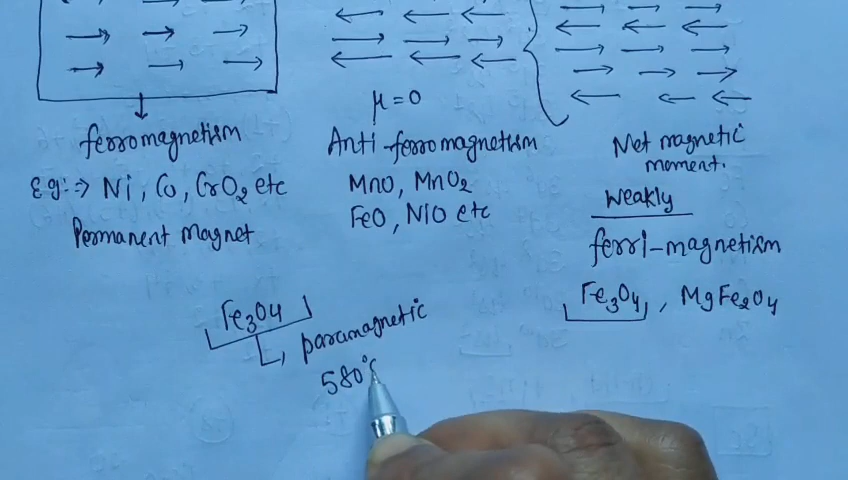 ferromagnetism
Eg:-> Ni, Co, CrO2 etc
Permanent Magnet
μ = 0
Anti-ferromagnetism
MnO, MnO2
FeO, NiO etc
Net magnetic
moment.
Weakly
ferri-magnetism
Fe3O4, MgFe2O4
Fe3O4
paramagnetic
580°C